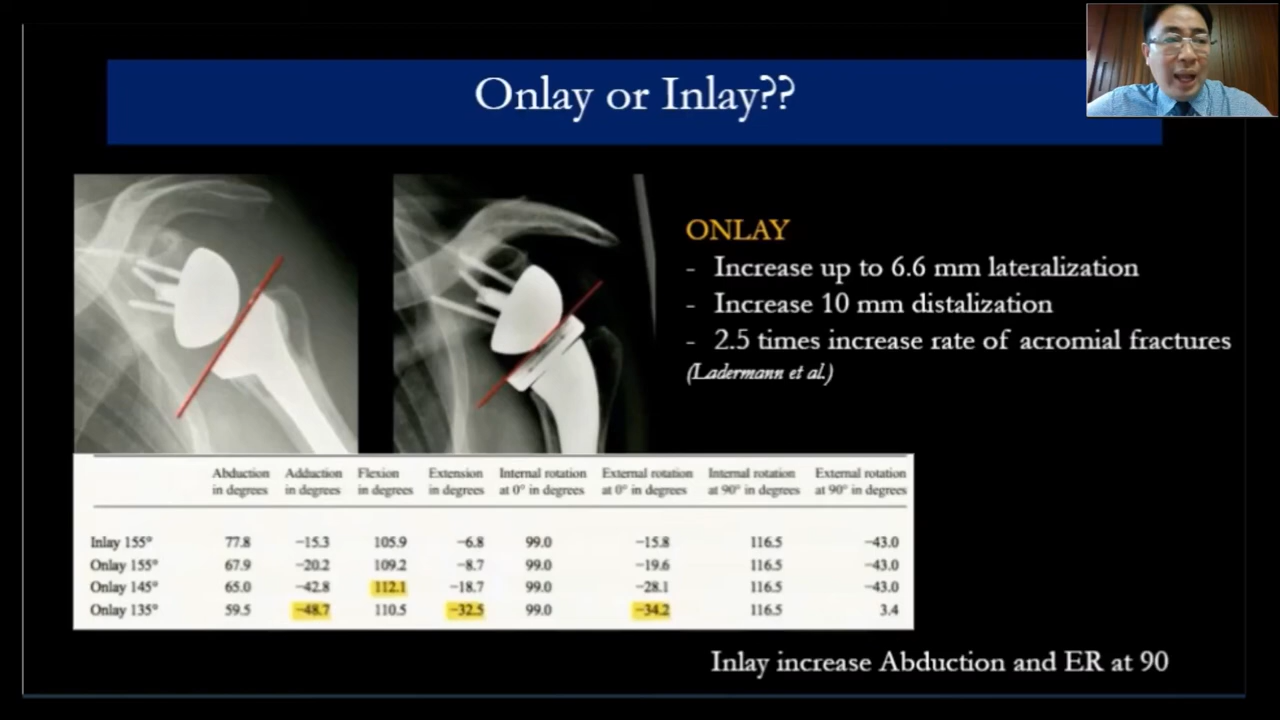 Onlay or Inlay??
ONLAY
- Increase up to 6.6 mm lateralization
- Increase 10 mm distalization
- 2.5 times increase rate of acromial fractures
(Ladermann et al.)
Abduction in degrees Adduction in degrees Flexion in degrees Extension in degrees Internal rotation at 0° in degrees External rotation at 0° in degrees Internal rotation at 90° in degrees External rotation at 90° in degrees
Inlay 155° 77.8 −15.3 105.9 −6.8 99.0 −15.8 116.5 −43.0
Onlay 155° 67.9 −20.2 109.2 −8.7 99.0 −19.6 116.5 −43.0
Onlay 145° 65.0 −42.8 112.1 −18.7 99.0 −28.1 116.5 −43.0
Onlay 135° 59.5 −48.7 110.5 −32.5 99.0 −34.2 116.5 3.4
Inlay increase Abduction and ER at 90